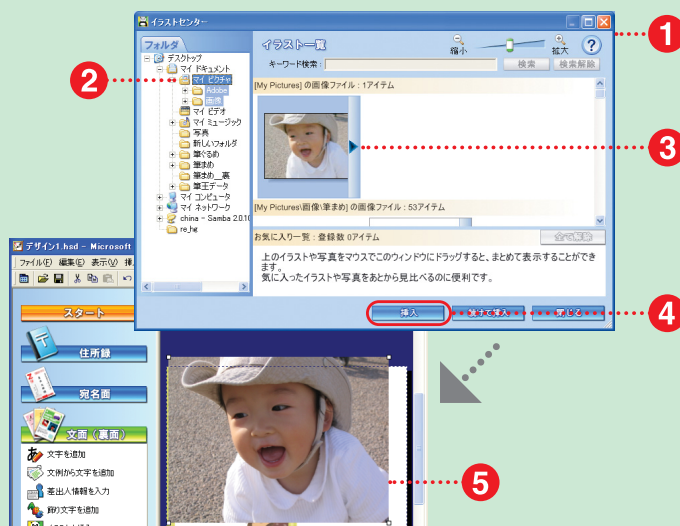 イラストセンター
1
フォルダ
イラスト一覧
縮小
拡大
?
キーワード検索:
検索
検索解除
デスクトップ
マイ ドキュメント
2
マイ ピクチャ
Adobe
画像
マイ ビデオ
マイ ミュージック
写真
新しいフォルダ
筆ぐるめ
筆まめ
筆まめ_裏
筆王データ
マイ コンピュータ
マイ ネットワーク
china - Samba 2.0.10
re_hg
[My Pictures] の画像ファイル : 1アイテム
3
[My Pictures\画像\筆まめ] の画像ファイル : 53アイテム
お気に入り一覧 : 登録数 0アイテム
全て解除
上のイラストや写真をマウスでこのウィンドウにドラッグすると、まとめて表示することができ
ます。
気に入ったイラストや写真をあとから見比べるのに便利です。
挿入
閉じる
4
デザイン1.hsd - Microsoft
ファイル(F) 編集(E) 表示(V) 挿
スタート
住所録
宛名面
文面（裏面）
文字を追加
文例から文字を追加
差出人情報を入力
飾り文字を追加
5